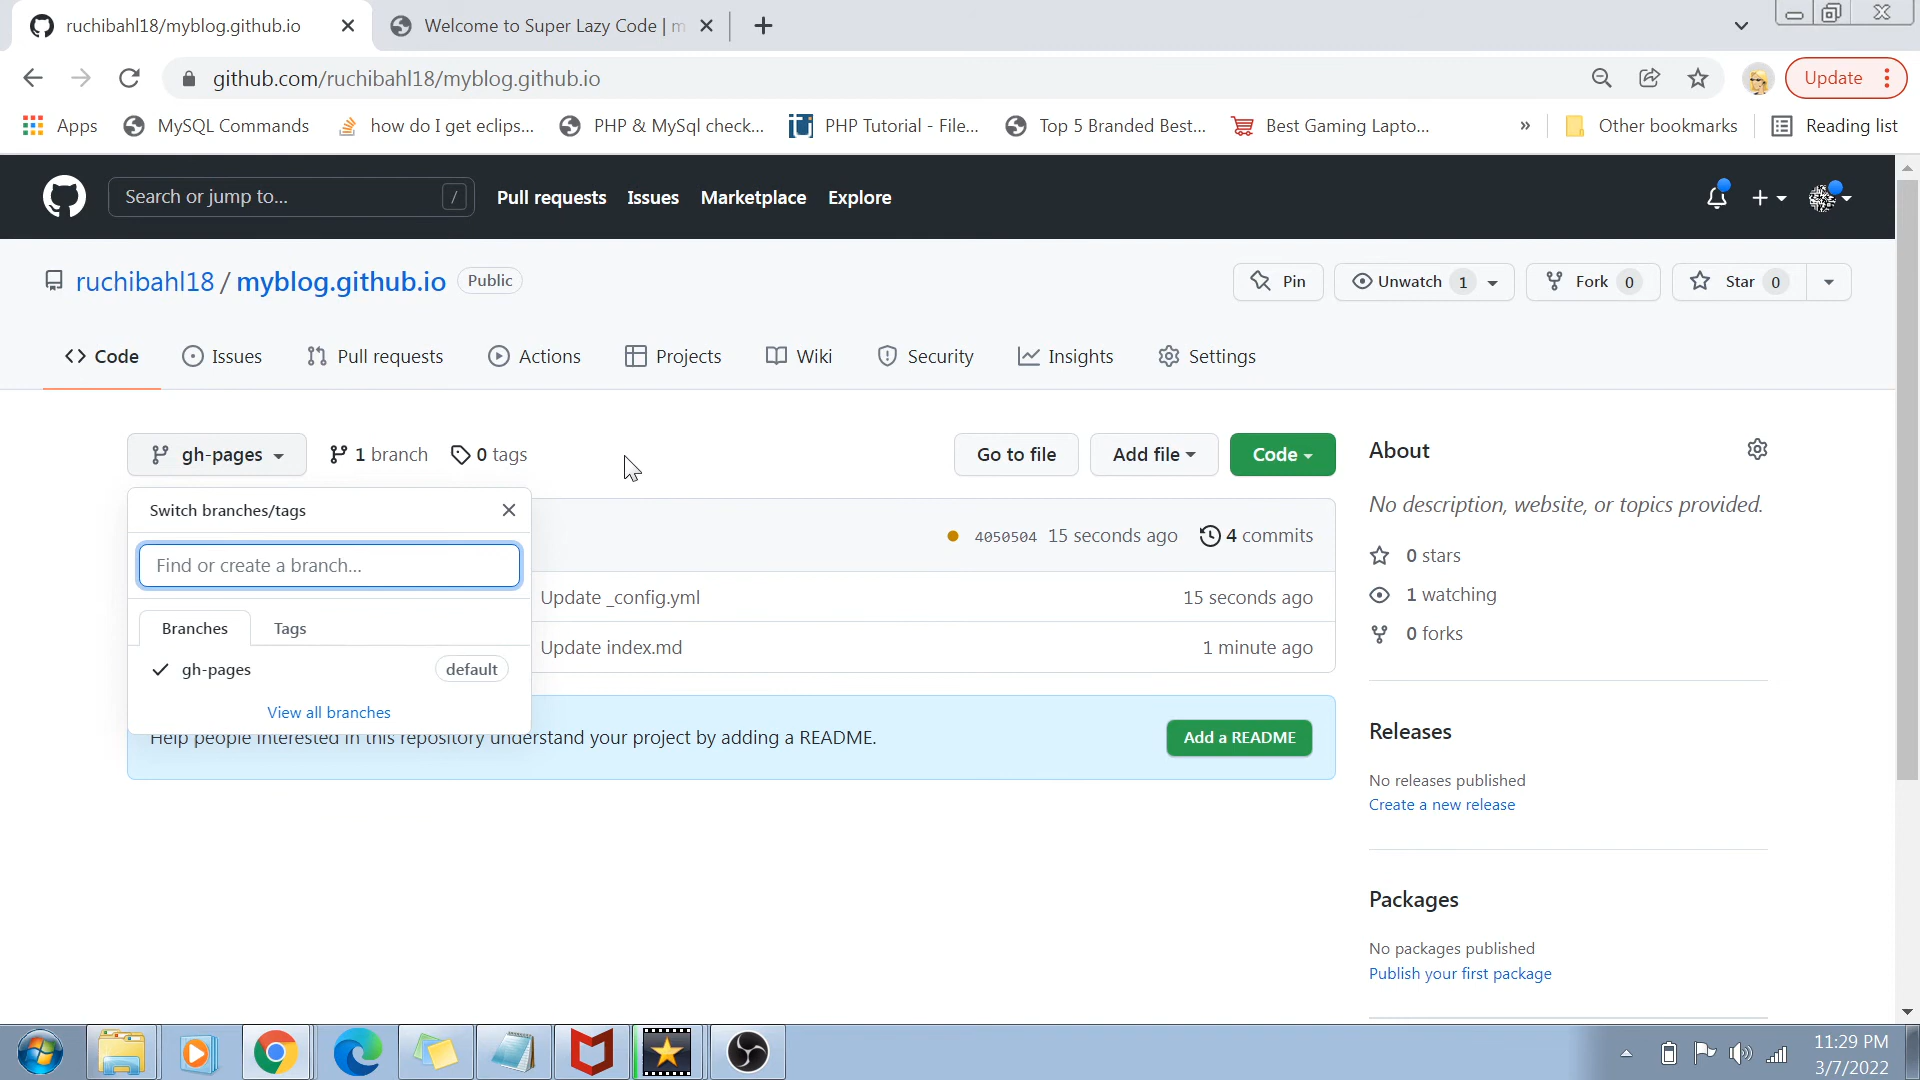 ruchibahl18/myblog.github.io
Welcome to Super Lazy Code | m
github.com/ruchibahl18/myblog.github.io
Update
Apps
MySQL Commands
how do I get eclips...
PHP & MySql check...
PHP Tutorial - File...
Top 5 Branded Best...
Best Gaming Lapto...
»
Other bookmarks
Reading list
Search or jump to...
/
Pull requests
Issues
Marketplace
Explore
ruchibahl18 / myblog.github.io
Public
Pin
Unwatch 1
Fork 0
Star 0
Code
Issues
Pull requests
Actions
Projects
Wiki
Security
Insights
Settings
gh-pages
1 branch
0 tags
Go to file
Add file
Code
Switch branches/tags
Find or create a branch...
Branches
Tags
gh-pages
default
View all branches
4050504 15 seconds ago
4 commits
Update _config.yml
15 seconds ago
Update index.md
1 minute ago
Help people interested in this repository understand your project by adding a README.
Add a README
About
No description, website, or topics provided.
0 stars
1 watching
0 forks
Releases
No releases published
Create a new release
Packages
No packages published
Publish your first package
11:29 PM
3/7/2022